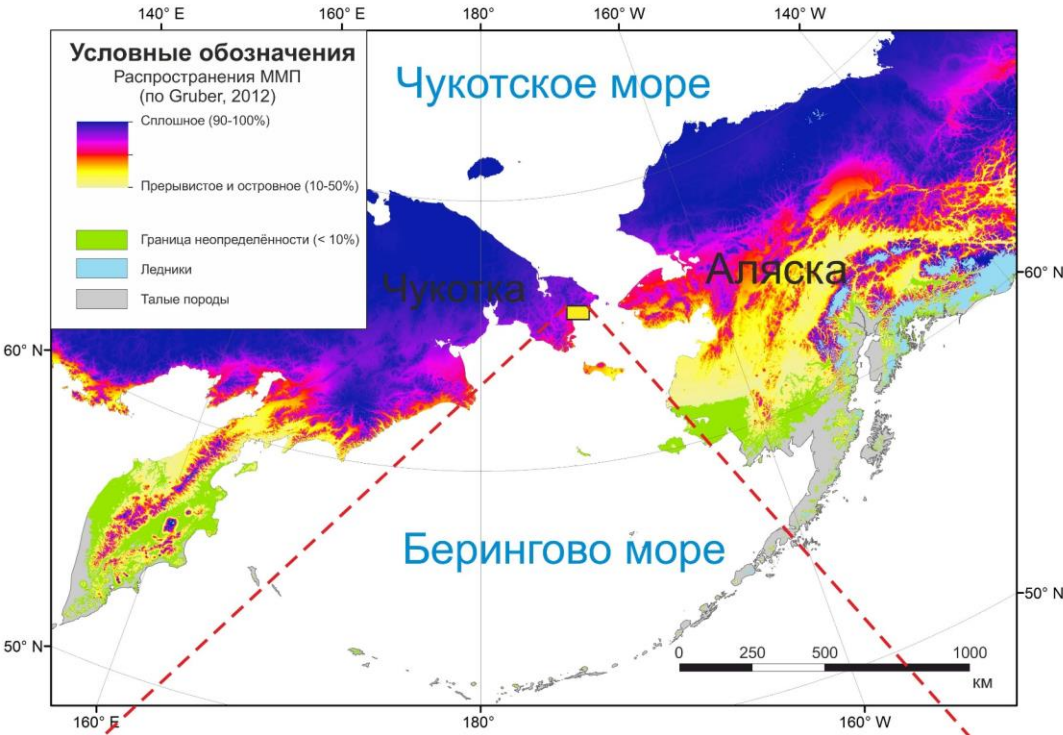 140° E
160° E
180°
160° W
140° W
Условные обозначения
Распространения ММП
(по Gruber, 2012)
Сплошное (90-100%)
Прерывистое и островное (10-50%)
Граница неопределённости (< 10%)
Ледники
Талые породы
Чукотское море
Чукотка
Аляска
60° N
60° N
Берингово море
50° N
50° N
0 250 500 1000
км
160° E
180°
160° W